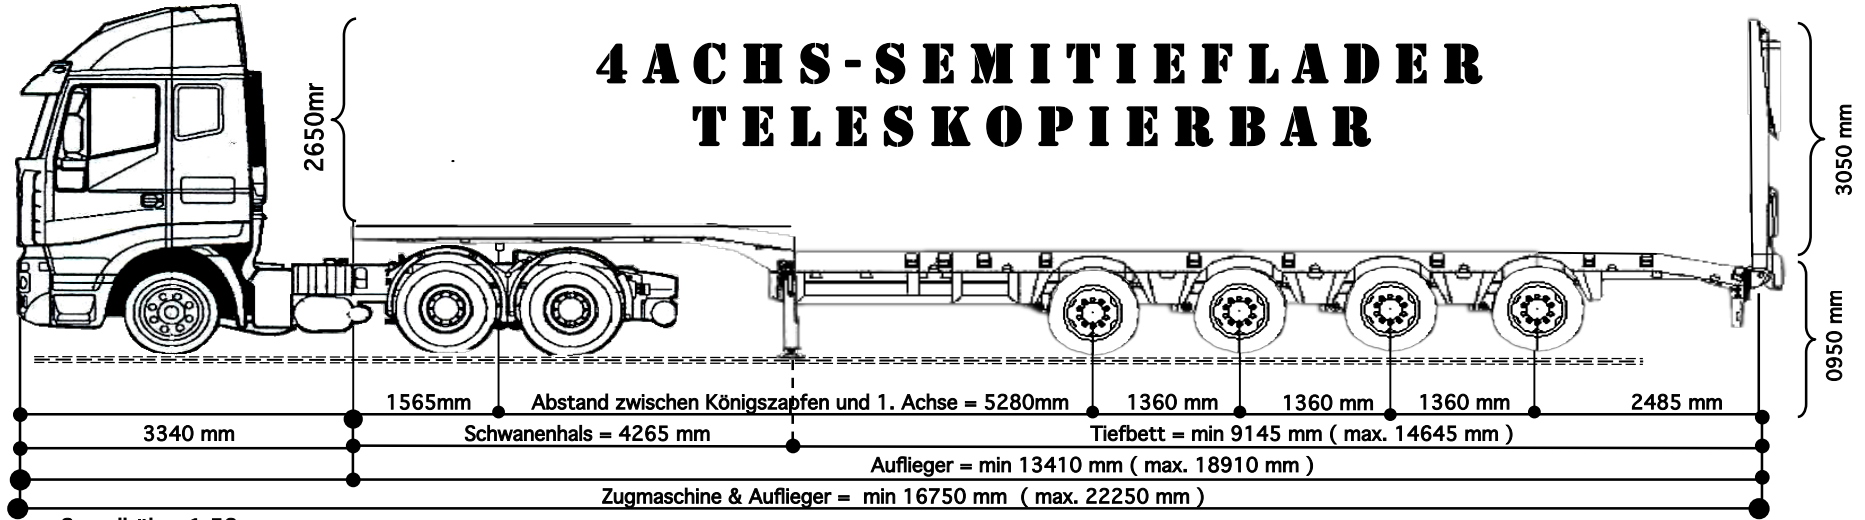 4 ACHS-SEMITIEFLADER
TELESKOPIERBAR
2650mr
3050 mm
0950 mm
1565mm
Abstand zwischen Königszapfen und 1. Achse = 5280mm
1360 mm
1360 mm
1360 mm
2485 mm
3340 mm
Schwanenhals = 4265 mm
Tiefbett = min 9145 mm ( max. 14645 mm )
Auflieger = min 13410 mm ( max. 18910 mm )
Zugmaschine & Auflieger = min 16750 mm ( max. 22250 mm )